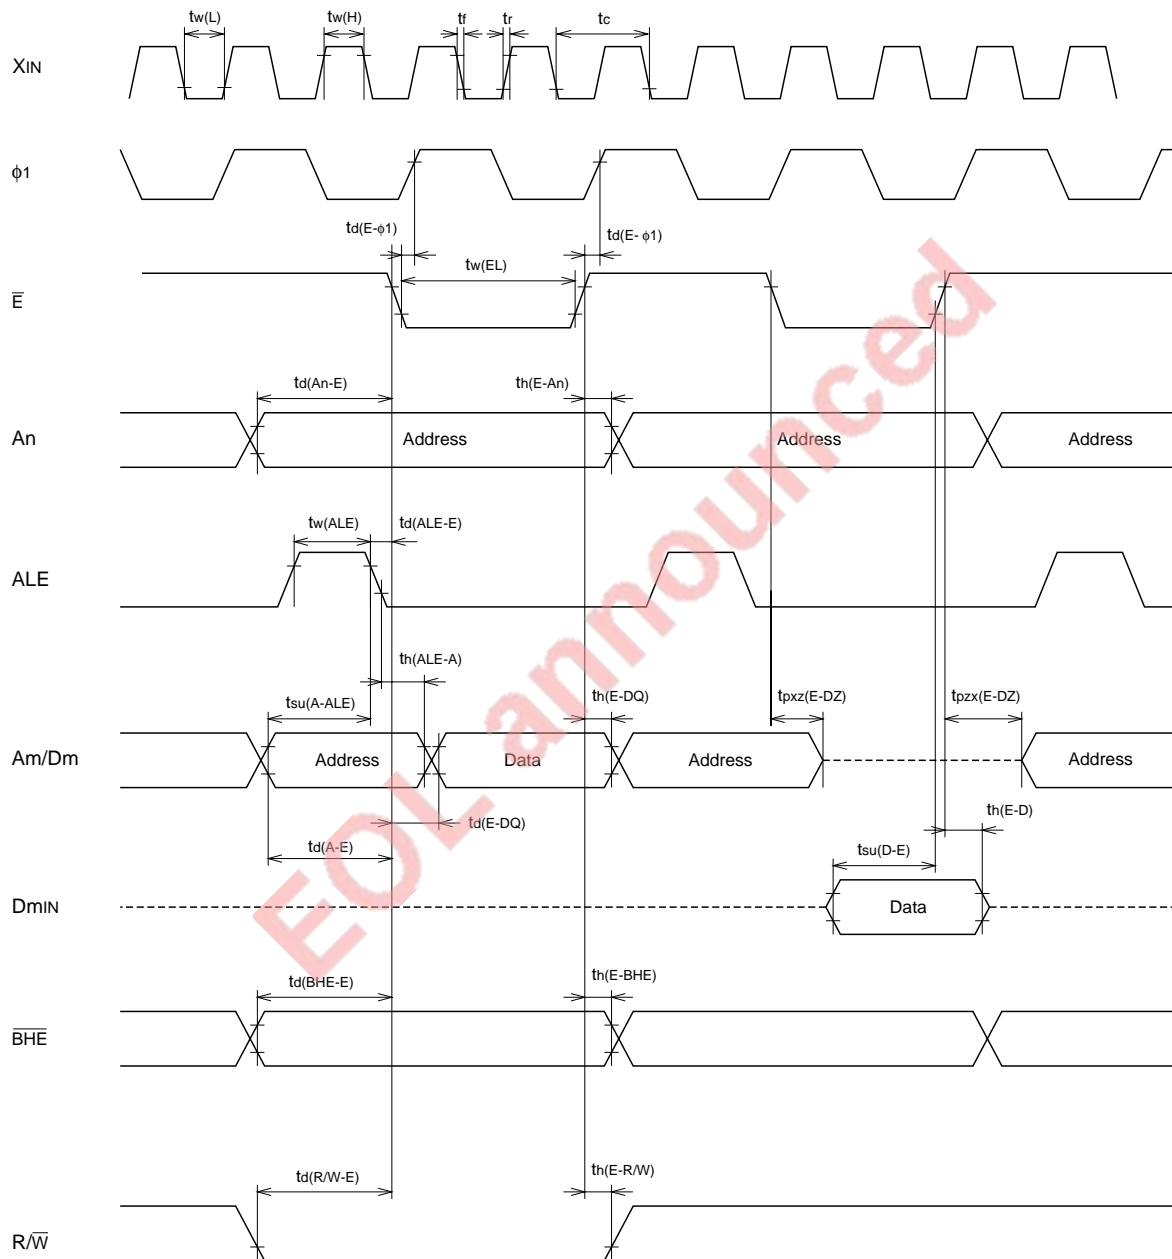 tw(L) tw(H) tf tr tc
XIN
ϕ1
td(E-ϕ1) td(E- ϕ1)
tw(EL)
E̅
td(An-E) th(E-An)
An Address Address Address
tw(ALE) td(ALE-E)
ALE
th(ALE-A)
tsu(A-ALE) th(E-DQ) tpxz(E-DZ) tpzx(E-DZ)
Am/Dm Address Data Address Address
td(E-DQ) th(E-D)
td(A-E) tsu(D-E)
DmIN Data
td(BHE-E) th(E-BHE)
B̅H̅E̅
td(R/W-E) th(E-R/W)
R/W̅
EOL announced